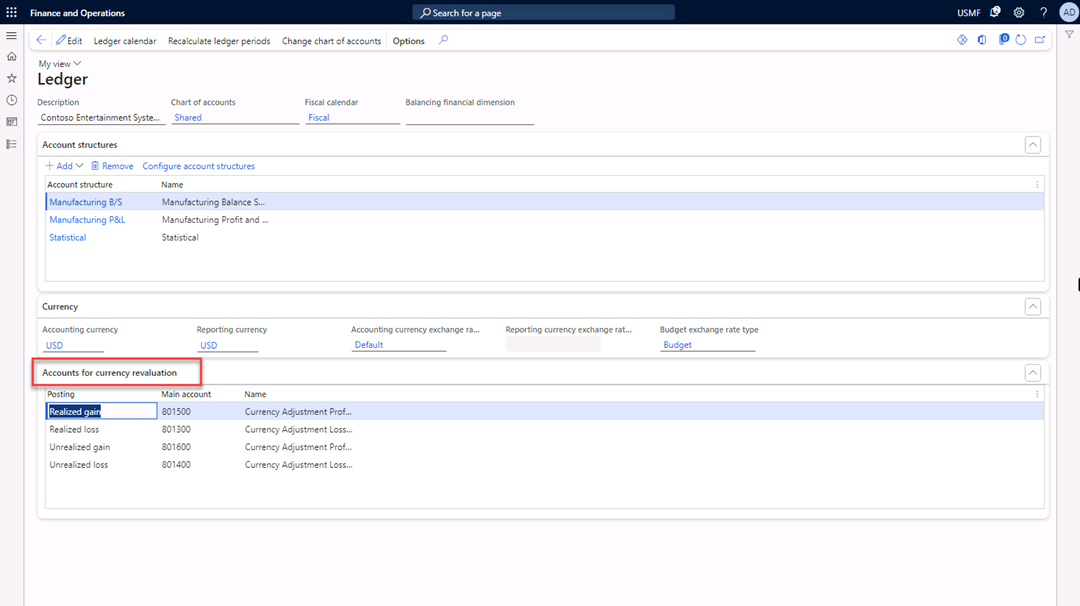 Finance and Operations
Search for a page
USMF
2
?
AD
Edit
Ledger calendar
Recalculate ledger periods
Change chart of accounts
Options
0
My view
Ledger
Description
Chart of accounts
Fiscal calendar
Balancing financial dimension
Contoso Entertainment Syste...
Shared
Fiscal
Account structures
Add
Remove
Configure account structures
Account structure
Name
Manufacturing B/S
Manufacturing Balance S...
Manufacturing P&L
Manufacturing Profit and ...
Statistical
Statistical
Currency
Accounting currency
Reporting currency
Accounting currency exchange ra...
Reporting currency exchange rat...
Budget exchange rate type
USD
USD
Default
Budget
Accounts for currency revaluation
Posting
Main account
Name
Realized gain
801500
Currency Adjustment Prof...
Realized loss
801300
Currency Adjustment Loss...
Unrealized gain
801600
Currency Adjustment Prof...
Unrealized loss
801400
Currency Adjustment Loss...